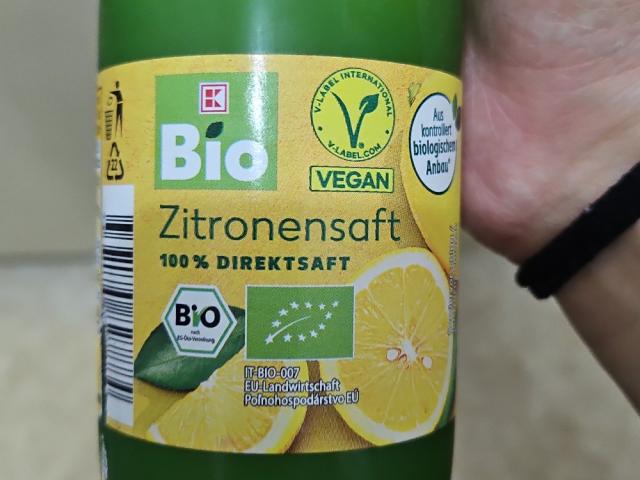 K
Bio
V-LABEL INTERNATIONAL
V-LABEL.COM
VEGAN
Aus
kontrolliert
biologischem
Anbau*
Zitronensaft
100 % DIREKTSAFT
BIO
nach
EG-Öko-Verordnung
IT-BIO-007
EU-Landwirtschaft
Poľnohospodárstvo EÚ